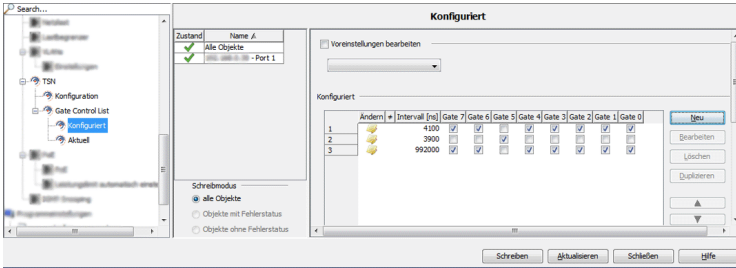 Search...
TSN
Konfiguration
Gate Control List
Konfiguriert
Aktuell
Zustand Name
Alle Objekte
- Port 1
Schreibmodus
alle Objekte
Objekte mit Fehlerstatus
Objekte ohne Fehlerstatus
Konfiguriert
Voreinstellungen bearbeiten
Konfiguriert
Ändern Intervall [ns] Gate 7 Gate 6 Gate 5 Gate 4 Gate 3 Gate 2 Gate 1 Gate 0
1 4100
2 3900
3 992000
Neu
Bearbeiten
Löschen
Duplizieren
Schreiben Aktualisieren Schließen Hilfe